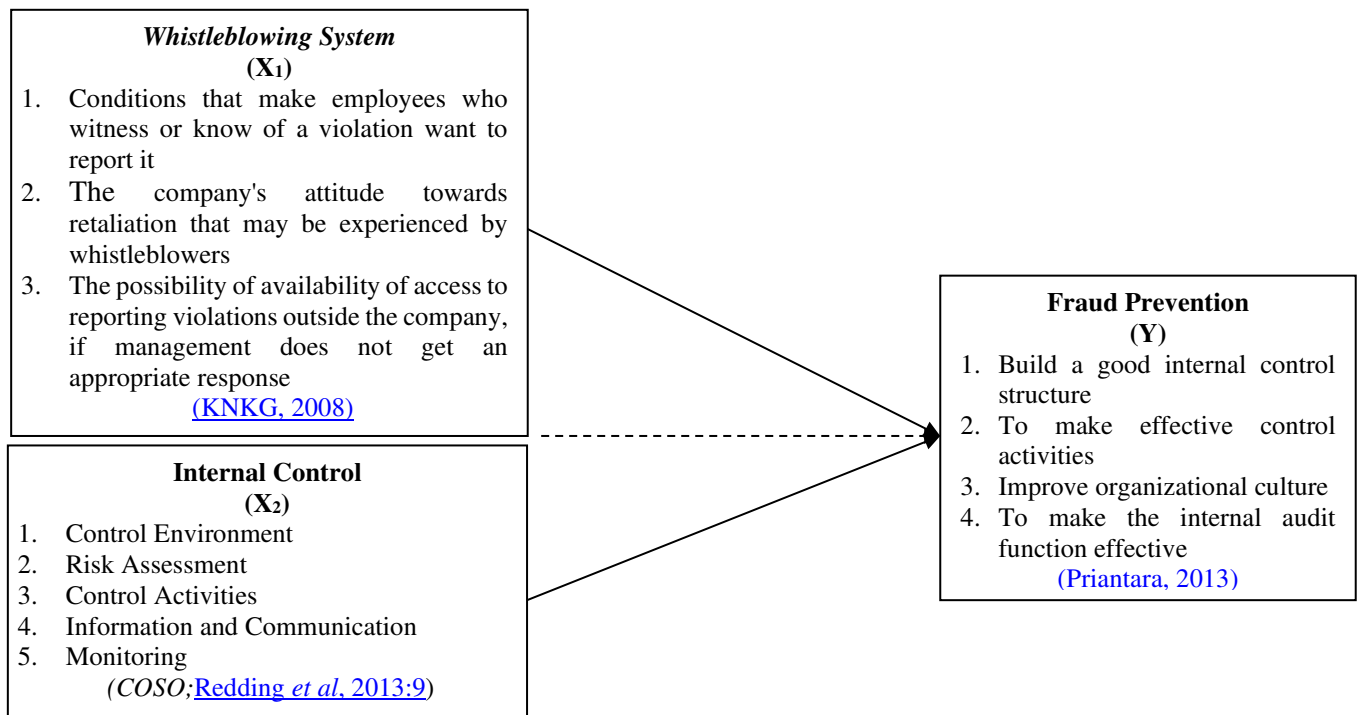 Whistleblowing System
(X1)
1. Conditions that make employees who
witness or know of a violation want to
report it
2. The company's attitude towards
retaliation that may be experienced by
whistleblowers
3. The possibility of availability of access to
reporting violations outside the company,
if management does not get an
appropriate response
(KNKG, 2008)
Internal Control
(X2)
1. Control Environment
2. Risk Assessment
3. Control Activities
4. Information and Communication
5. Monitoring
(COSO;Redding et al, 2013:9)
Fraud Prevention
(Y)
1. Build a good internal control
structure
2. To make effective control
activities
3. Improve organizational culture
4. To make the internal audit
function effective
(Priantara, 2013)